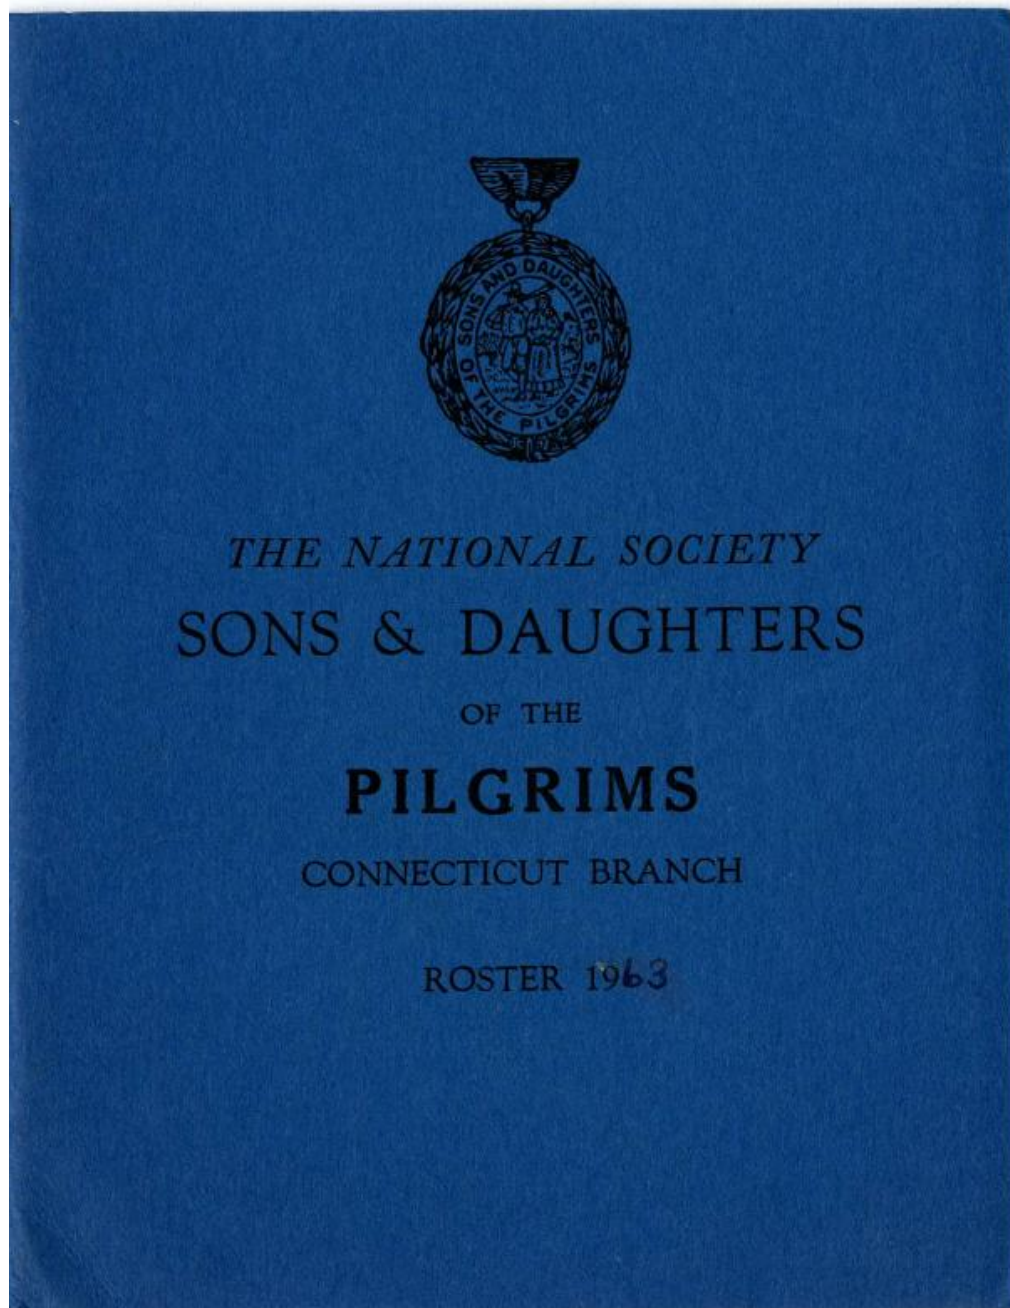 SONS AND DAUGHTERS
OF THE PILGRIMS
THE NATIONAL SOCIETY
SONS & DAUGHTERS
OF THE
PILGRIMS
CONNECTICUT BRANCH
ROSTER 1963